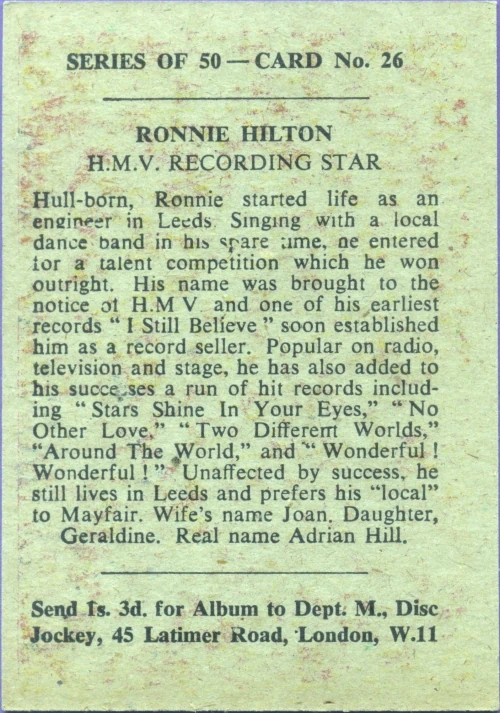 SERIES OF 50 — CARD No. 26
RONNIE HILTON
H.M.V. RECORDING STAR
Hull-born, Ronnie started life as an
engineer in Leeds. Singing with a local
dance band in his spare time, he entered
for a talent competition which he won
outright. His name was brought to the
notice of H.M V and one of his earliest
records “ I Still Believe ” soon established
him as a record seller. Popular on radio,
television and stage, he has also added to
his successes a run of hit records includ-
ing “ Stars Shine In Your Eyes,” “ No
Other Love,” “ Two Different Worlds,”
“Around The World,” and “ Wonderful !
Wonderful ! ” Unaffected by success, he
still lives in Leeds and prefers his “local”
to Mayfair. Wife's name Joan. Daughter,
Geraldine. Real name Adrian Hill.
Send 1s. 3d. for Album to Dept. M., Disc
Jockey, 45 Latimer Road, London, W.11